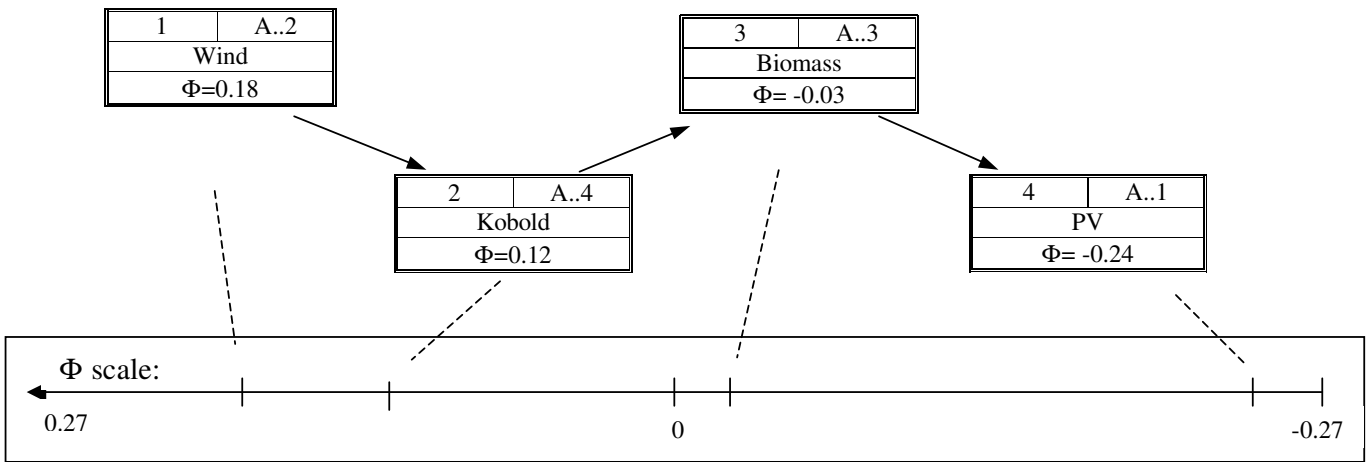 1 A..2
Wind
Φ=0.18
3 A..3
Biomass
Φ= -0.03
2 A..4
Kobold
Φ=0.12
4 A..1
PV
Φ= -0.24
Φ scale:
0.27 0 -0.27